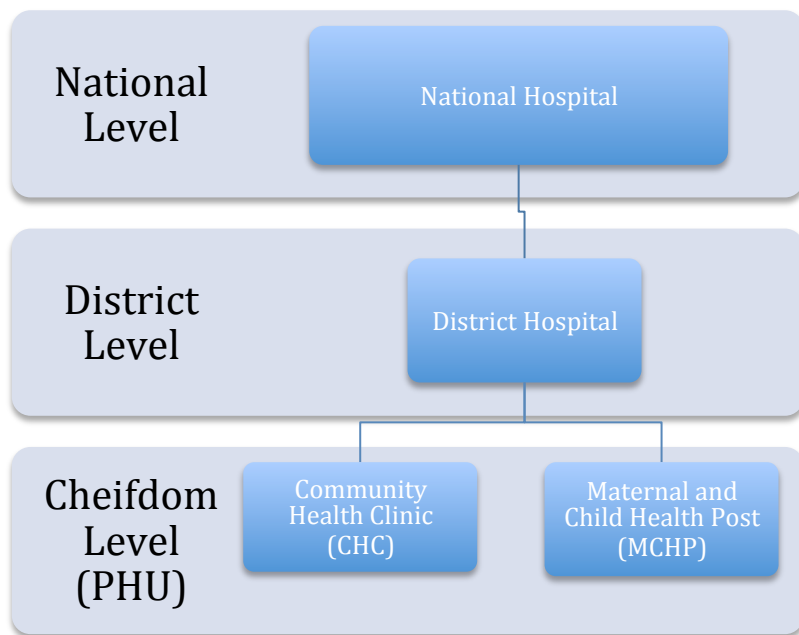 National
Level
National Hospital
District
Level
District Hospital
Cheifdom
Level
(PHU)
Community
Health Clinic
(CHC)
Maternal and
Child Health Post
(MCHP)